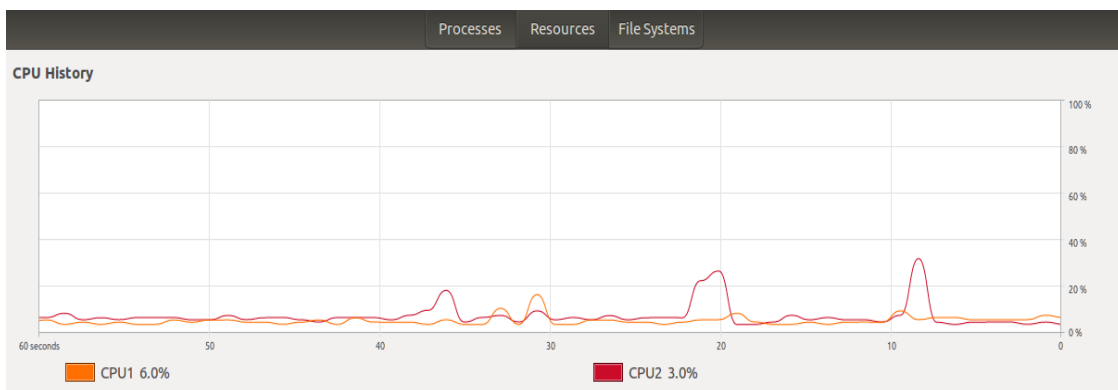 Processes Resources File Systems
CPU History
100 %
80 %
60 %
40 %
20 %
0 %
60 seconds 50 40 30 20 10 0
CPU1 6.0% CPU2 3.0%